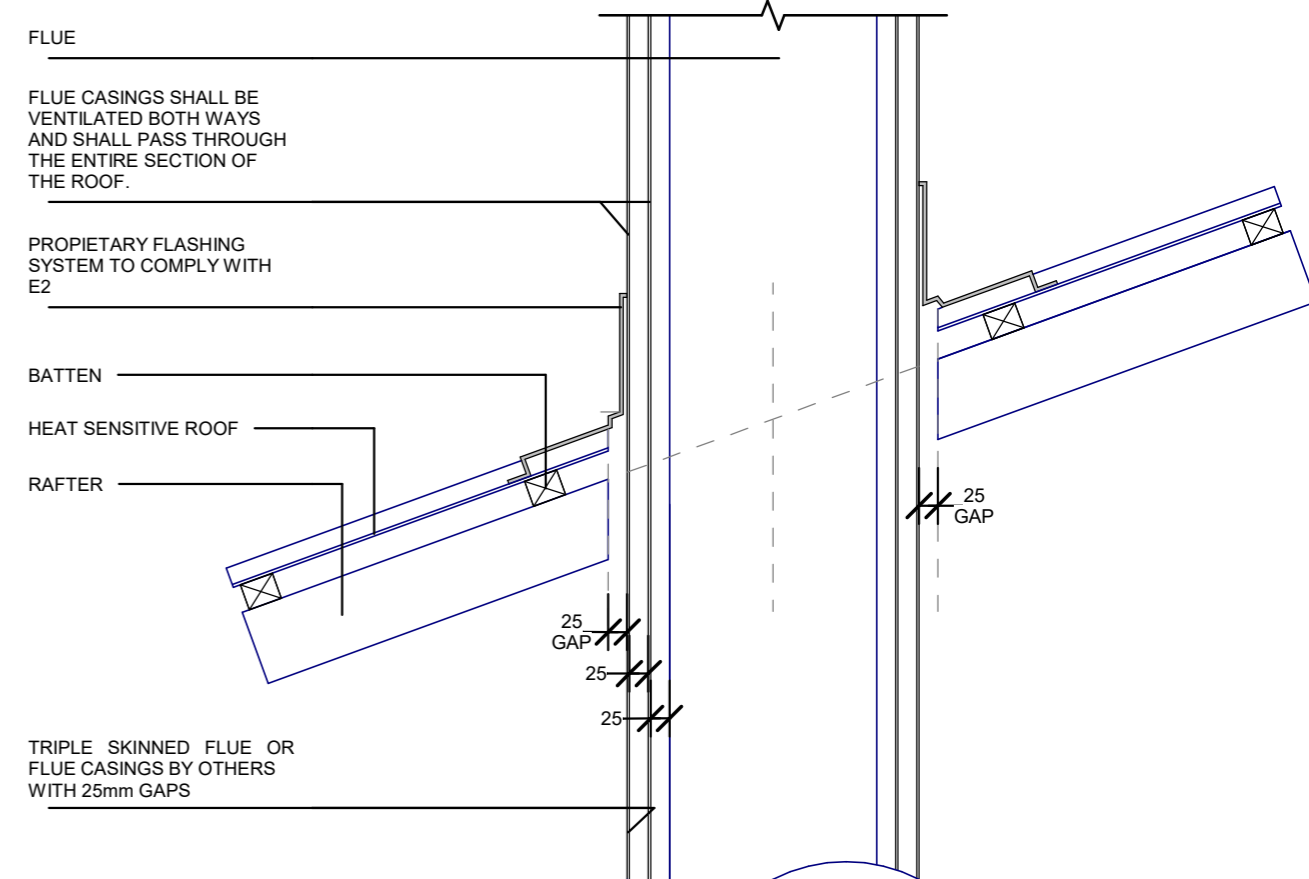 FLUE
FLUE CASINGS SHALL BE
VENTILATED BOTH WAYS
AND SHALL PASS THROUGH
THE ENTIRE SECTION OF
THE ROOF.
PROPIETARY FLASHING
SYSTEM TO COMPLY WITH
E2
BATTEN
HEAT SENSITIVE ROOF
RAFTER
25
GAP
25
GAP
25
25
TRIPLE SKINNED FLUE OR
FLUE CASINGS BY OTHERS
WITH 25mm GAPS